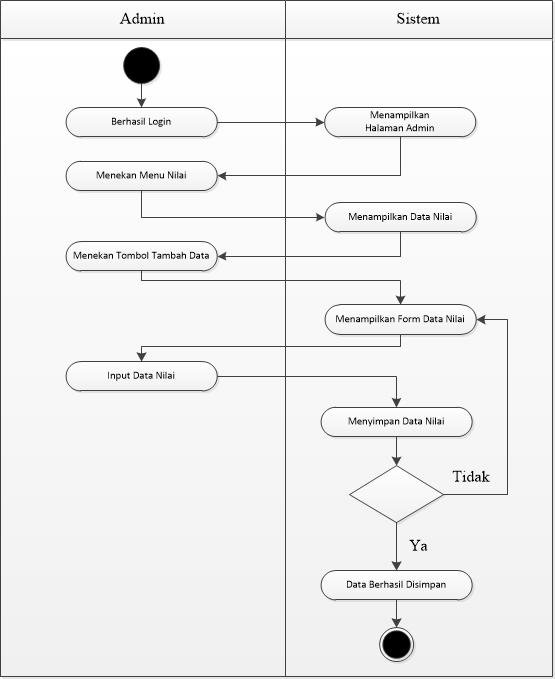 Admin
Sistem
Berhasil Login
Menampilkan
Halaman Admin
Menekan Menu Nilai
Menampilkan Data Nilai
Menekan Tombol Tambah Data
Menampilkan Form Data Nilai
Input Data Nilai
Menyimpan Data Nilai
Tidak
Ya
Data Berhasil Disimpan